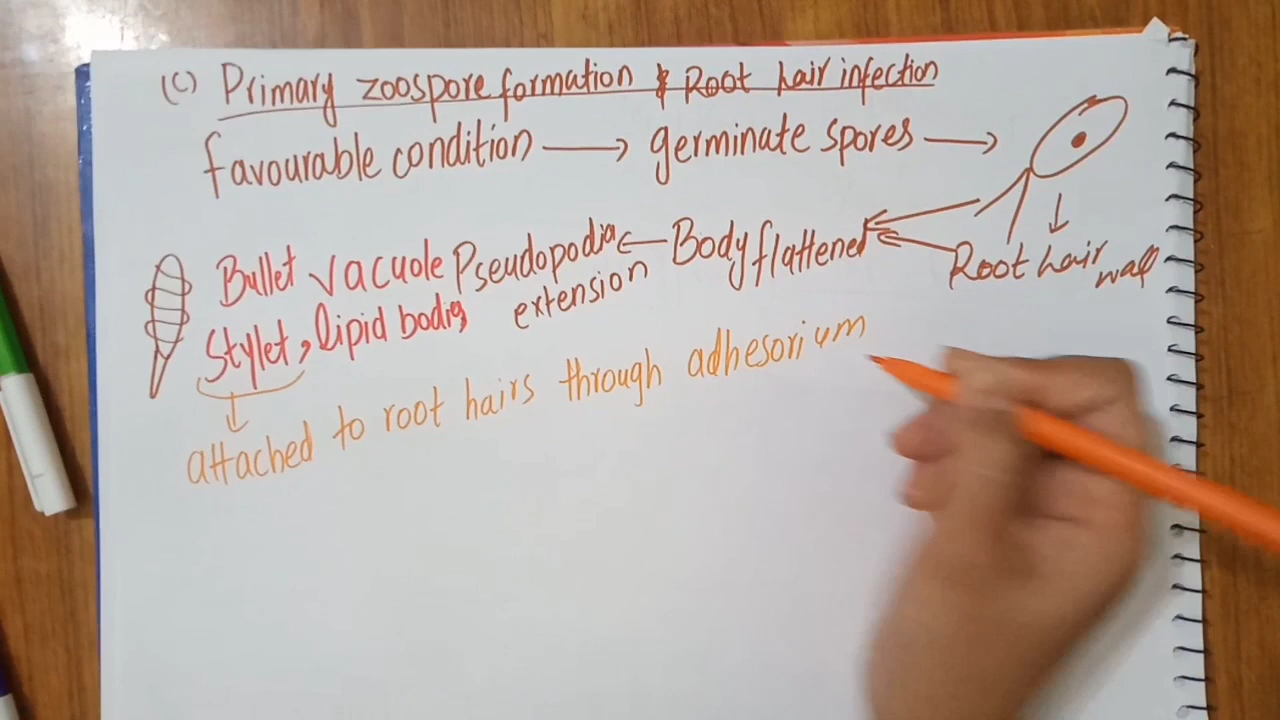 (C) Primary zoospore formation & Root hair infection
favourable condition → germinate spores →
Bullet vacuole Pseudopodia ← Body flattened
Root hair wall
Stylet, lipid bodies extension
attached to root hairs through adhesorium